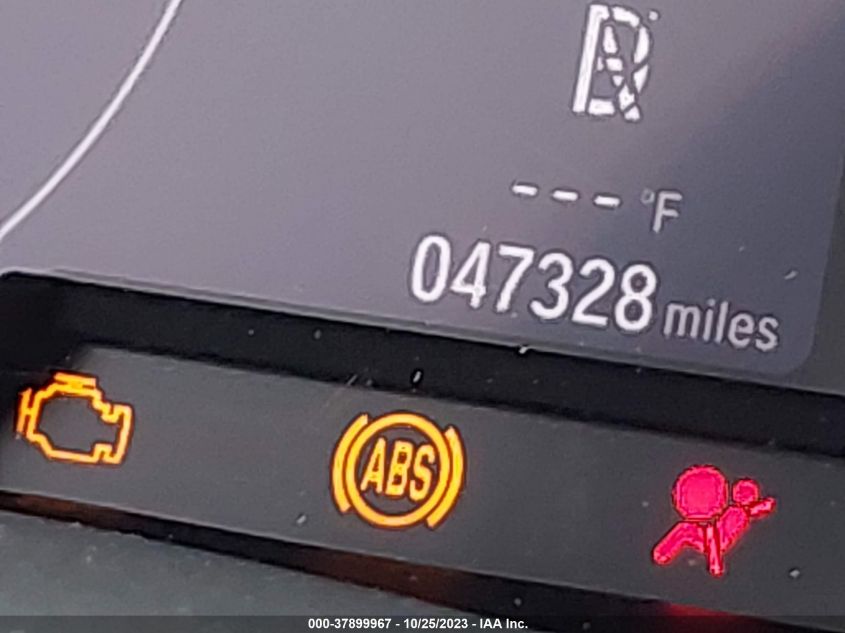 °F
047328 miles
ABS
000-37899967 - 10/25/2023 - IAA Inc.